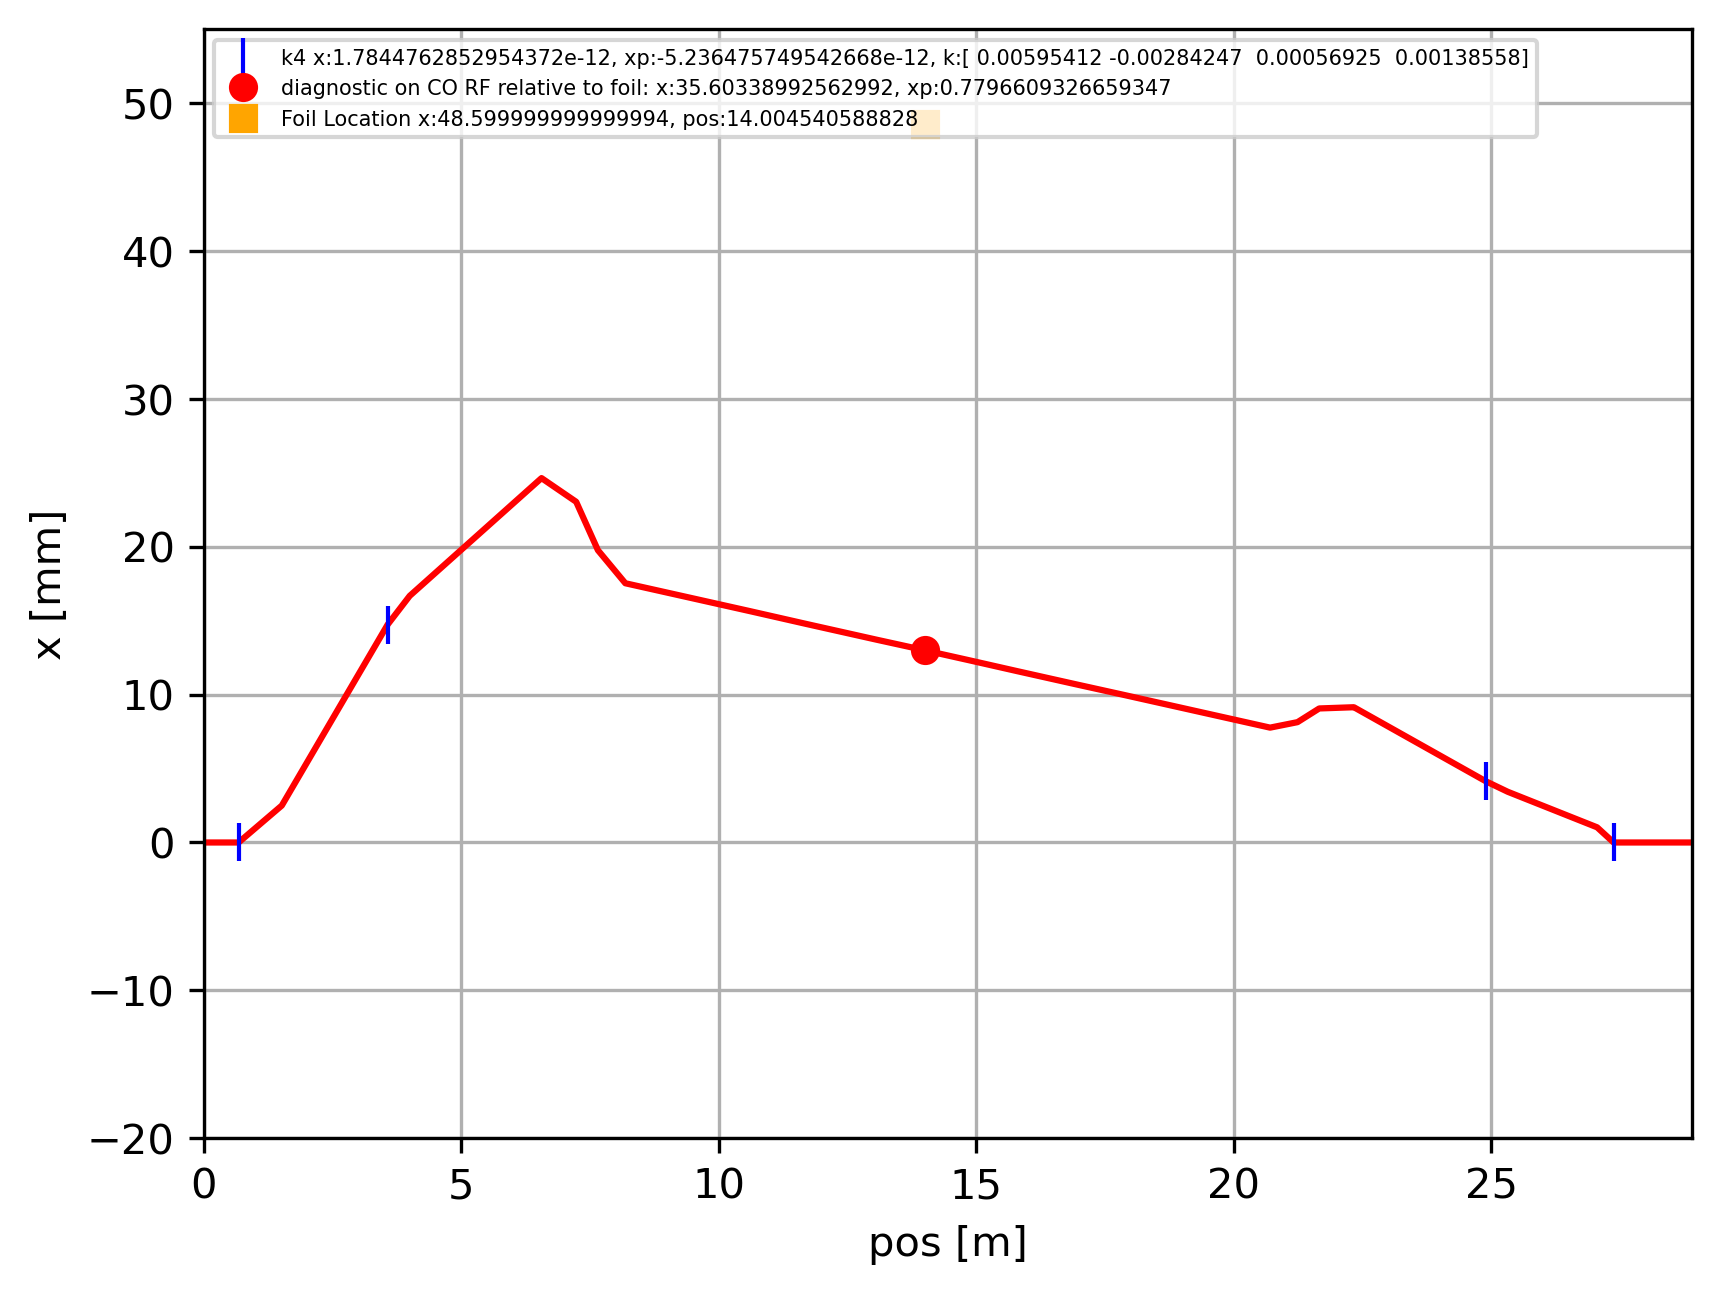 k4 x:1.7844762852954372e-12, xp:-5.236475749542668e-12, k:[ 0.00595412 -0.00284247  0.00056925  0.00138558]
diagnostic on CO RF relative to foil: x:35.60338992562992, xp:0.7796609326659347
Foil Location x:48.599999999999994, pos:14.004540588828
50
40
30
20
10
0
−10
−20
x [mm]
0 5 10 15 20 25
pos [m]